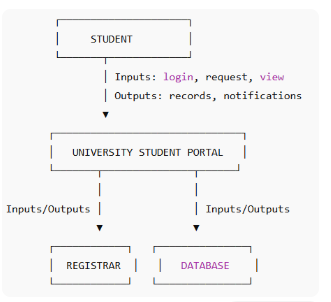 STUDENT
Inputs: login, request, view
Outputs: records, notifications
UNIVERSITY STUDENT PORTAL
Inputs/Outputs Inputs/Outputs
REGISTRAR DATABASE